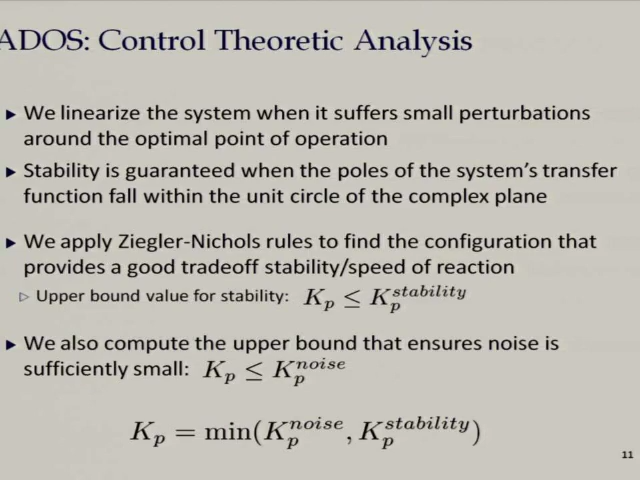 ADOS: Control Theoretic Analysis
▶ We linearize the system when it suffers small perturbations
around the optimal point of operation
▶ Stability is guaranteed when the poles of the system's transfer
function fall within the unit circle of the complex plane
▶ We apply Ziegler-Nichols rules to find the configuration that
provides a good tradeoff stability/speed of reaction
▷ Upper bound value for stability: $K_p \leq K_p^{stability}$
▶ We also compute the upper bound that ensures noise is
sufficiently small: $K_p \leq K_p^{noise}$
$K_p = \min(K_p^{noise}, K_p^{stability})$
11